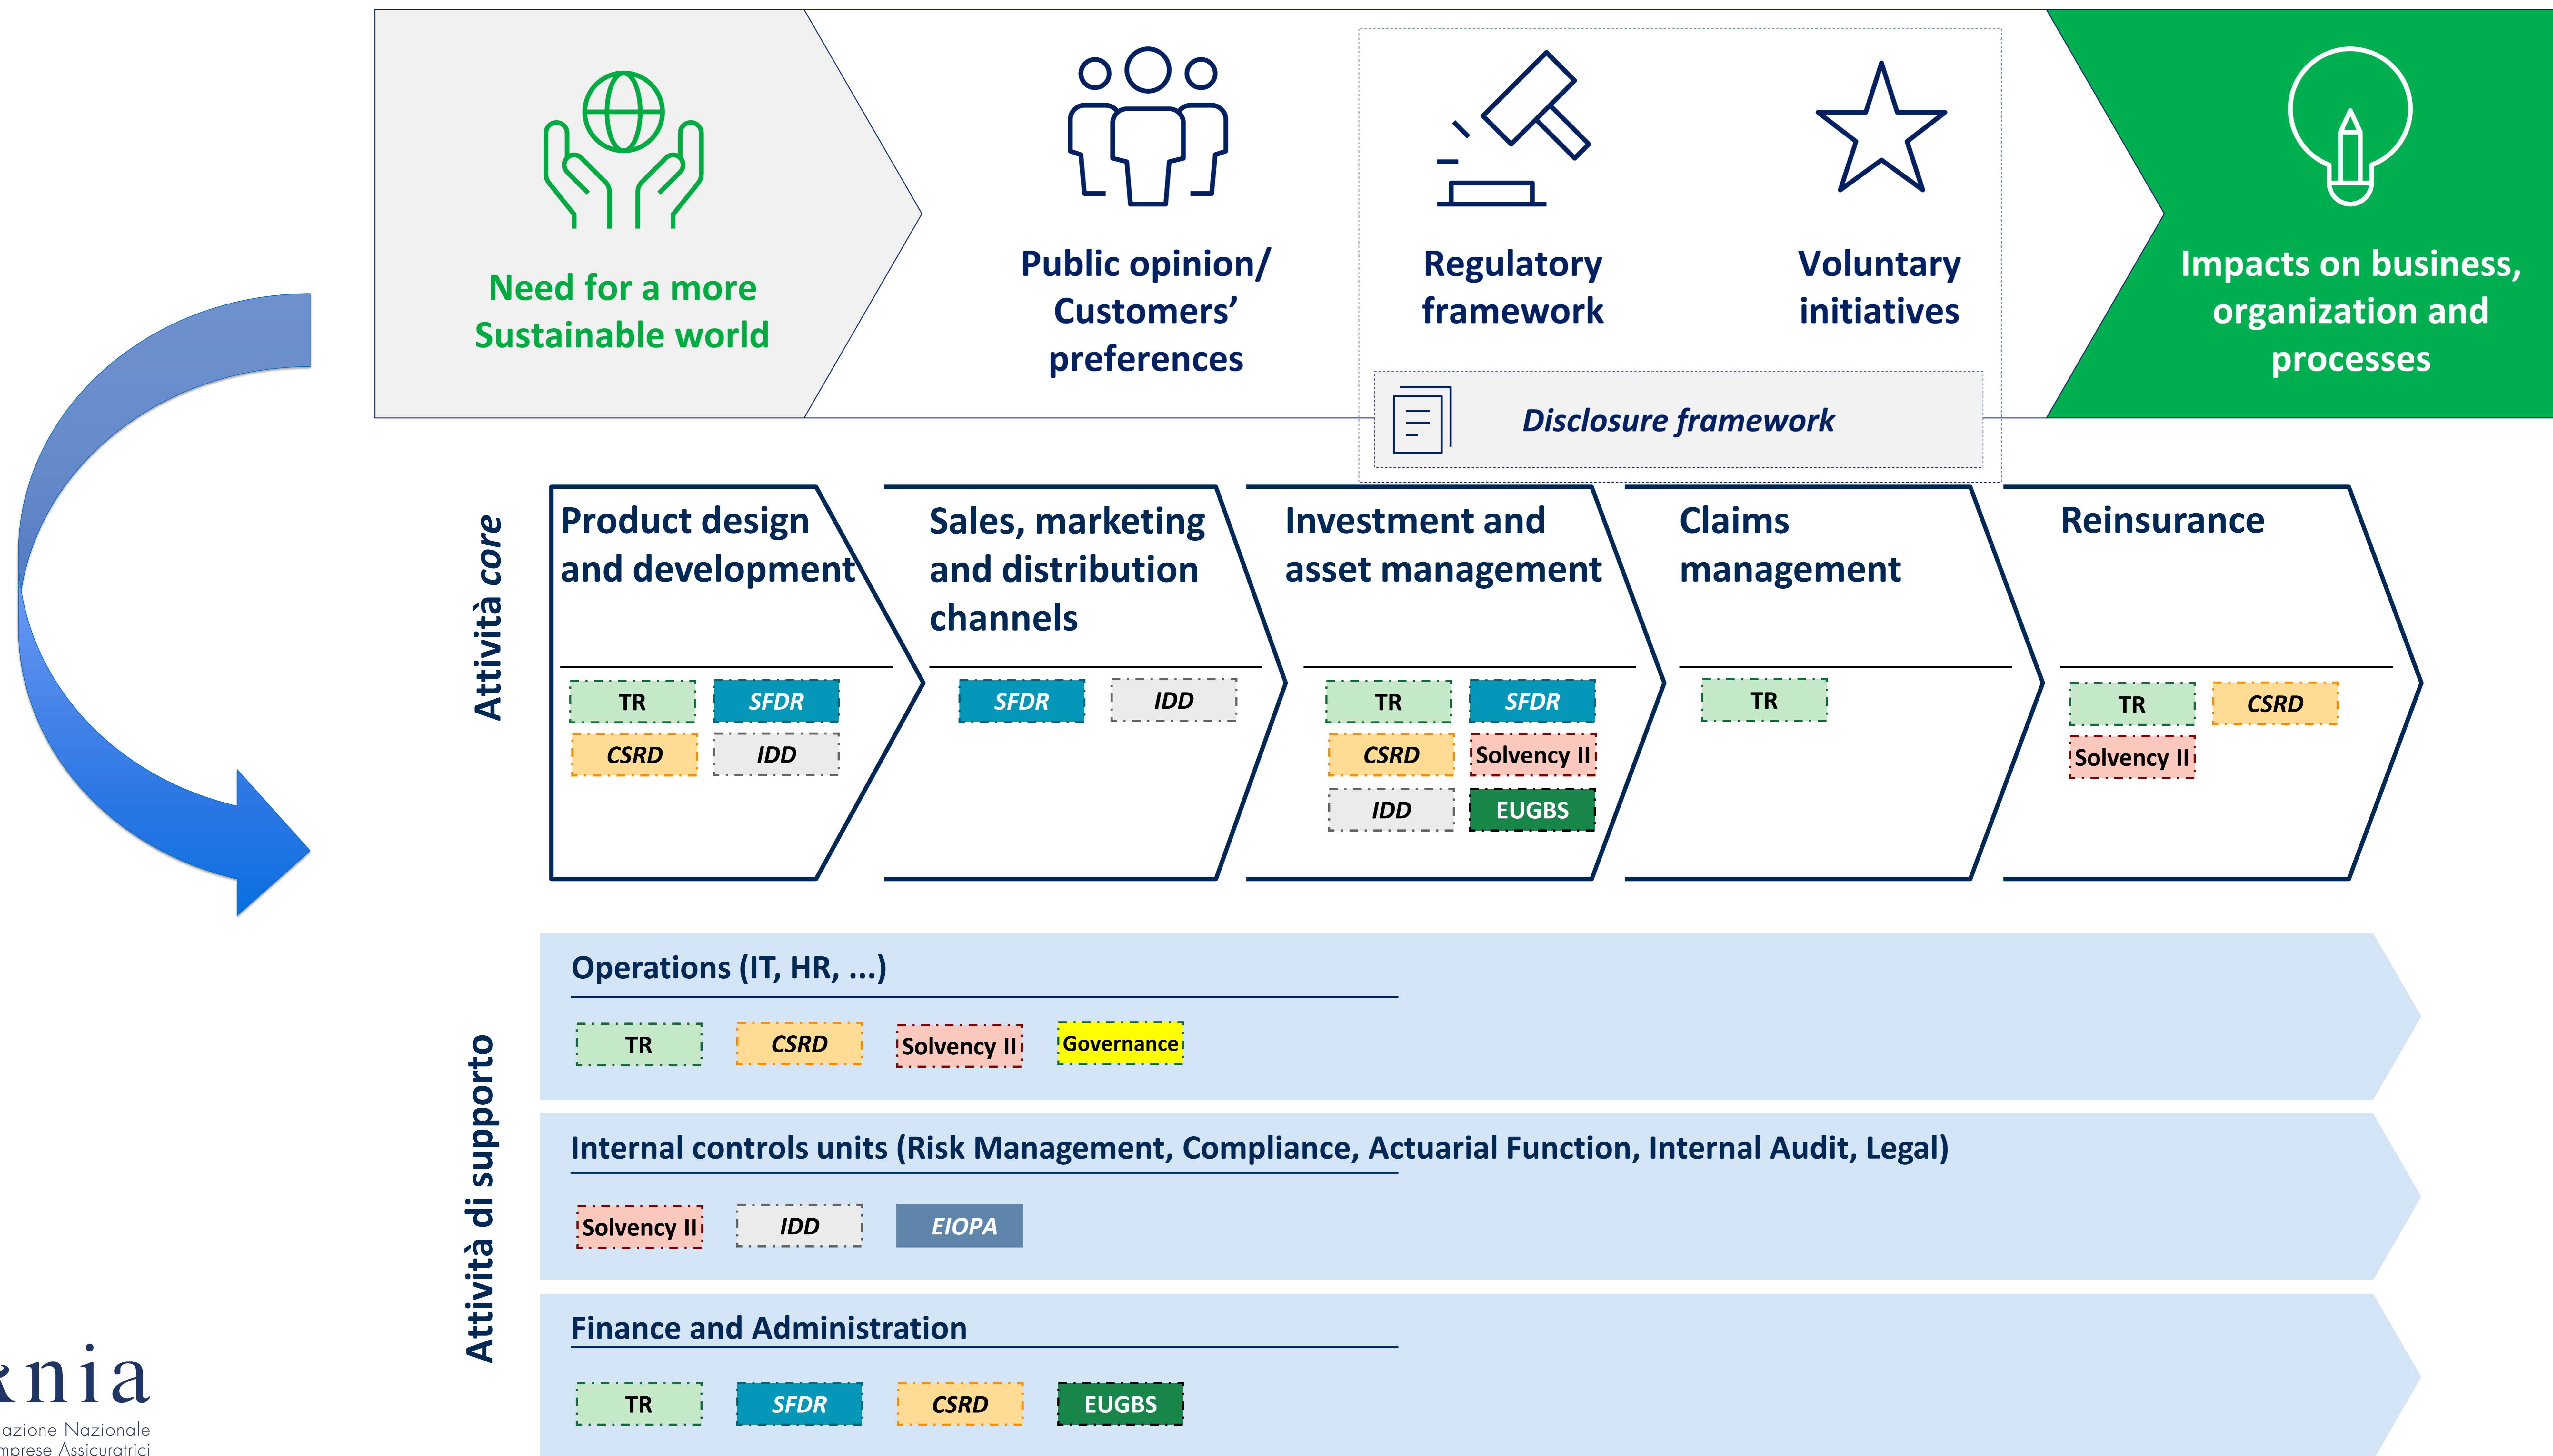 Need for a more
Sustainable world
Public opinion/
Customers’
preferences
Regulatory
framework
Voluntary
initiatives
Disclosure framework
Impacts on business,
organization and
processes
Attività core
Product design
and development
TR SFDR
CSRD IDD
Sales, marketing
and distribution
channels
SFDR IDD
Investment and
asset management
TR SFDR
CSRD Solvency II
IDD EUGBS
Claims
management
TR
Reinsurance
TR CSRD
Solvency II
Attività di supporto
Operations (IT, HR, ...)
TR CSRD Solvency II Governance
Internal controls units (Risk Management, Compliance, Actuarial Function, Internal Audit, Legal)
Solvency II IDD EIOPA
Finance and Administration
TR SFDR CSRD EUGBS
nia
azione Nazionale
mprese Assicuratrici